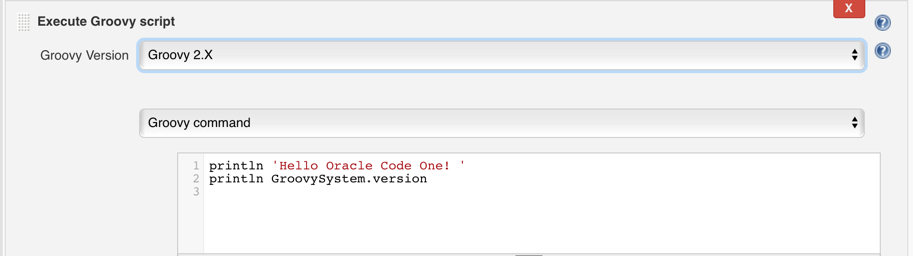 X
Execute Groovy script
?
Groovy Version Groovy 2.X
?
Groovy command
1 println 'Hello Oracle Code One! '
2 println GroovySystem.version
3